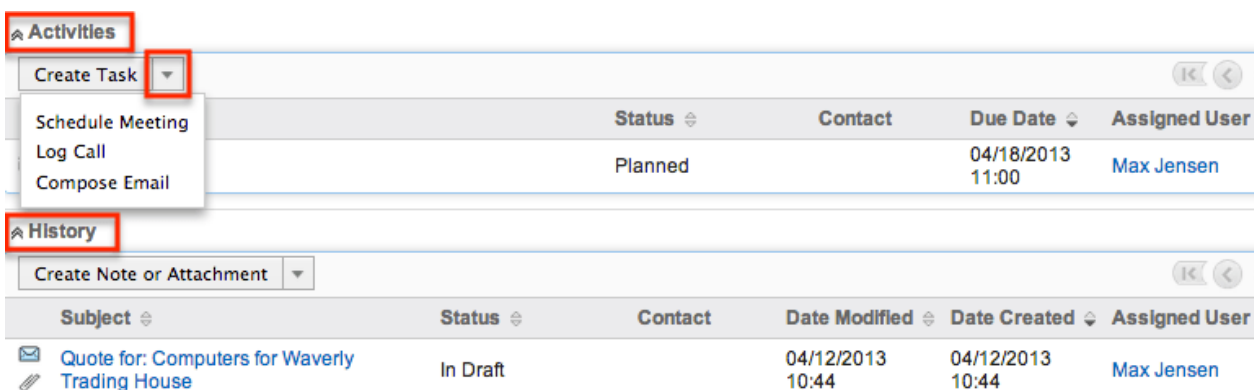 Activities
Create Task
Schedule Meeting
Log Call
Compose Email
Status Contact Due Date Assigned User
Planned 04/18/2013 Max Jensen
11:00
History
Create Note or Attachment
Subject Status Contact Date Modified Date Created Assigned User
Quote for: Computers for Waverly In Draft 04/12/2013 04/12/2013 Max Jensen
Trading House 10:44 10:44